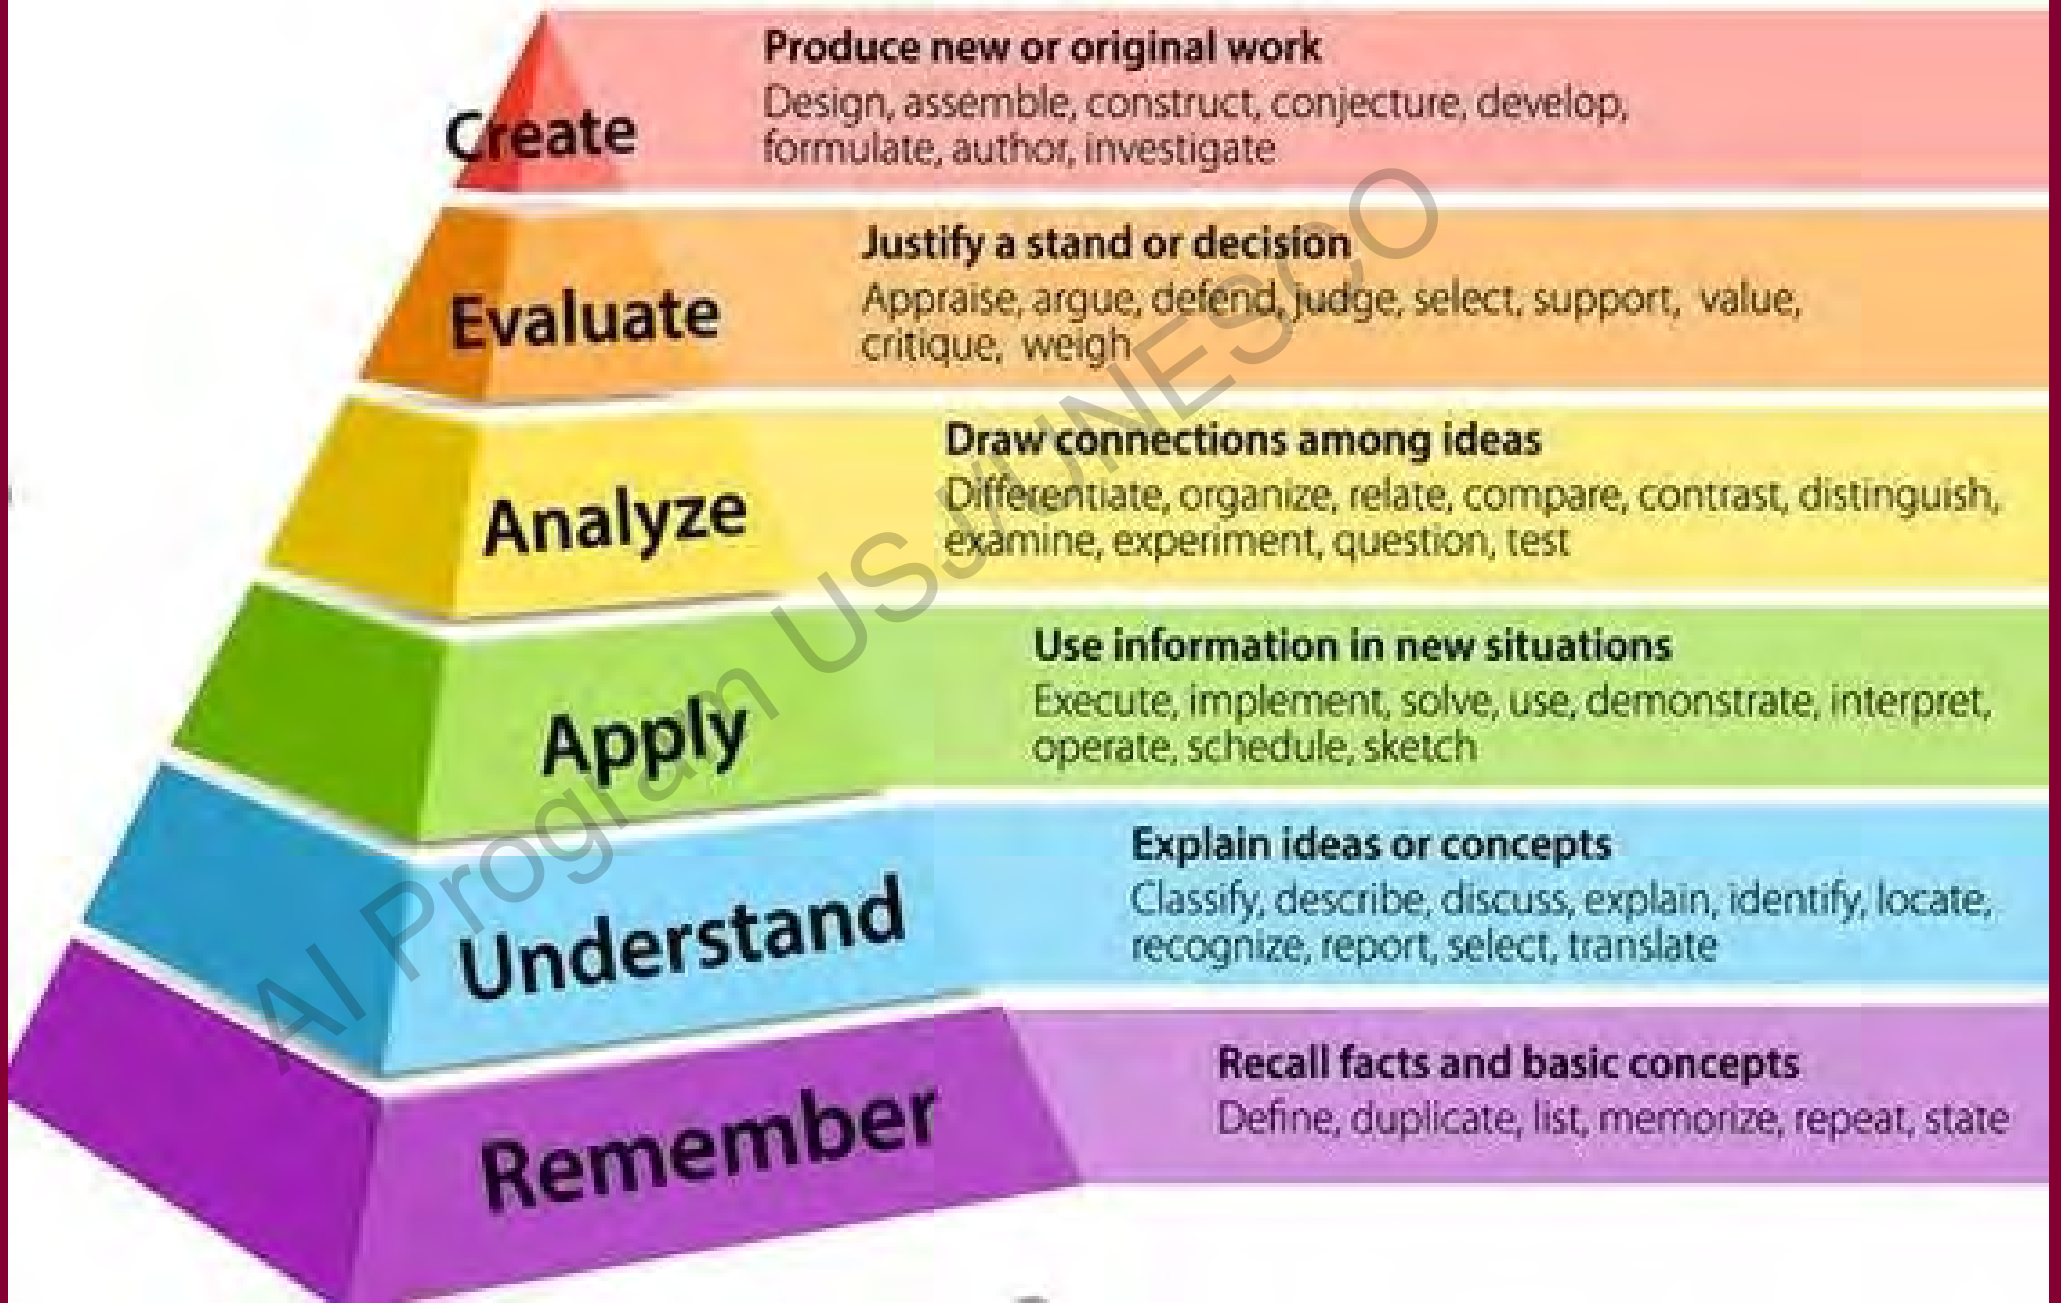 Create
Produce new or original work
Design, assemble, construct, conjecture, develop,
formulate, author, investigate
Evaluate
Justify a stand or decision
Appraise, argue, defend, judge, select, support, value,
critique, weigh
Analyze
Draw connections among ideas
Differentiate, organize, relate, compare, contrast, distinguish,
examine, experiment, question, test
Apply
Use information in new situations
Execute, implement, solve, use, demonstrate, interpret,
operate, schedule, sketch
Understand
Explain ideas or concepts
Classify, describe, discuss, explain, identify, locate,
recognize, report, select, translate
Remember
Recall facts and basic concepts
Define, duplicate, list, memorize, repeat, state
AI Program USJ/UNESCO